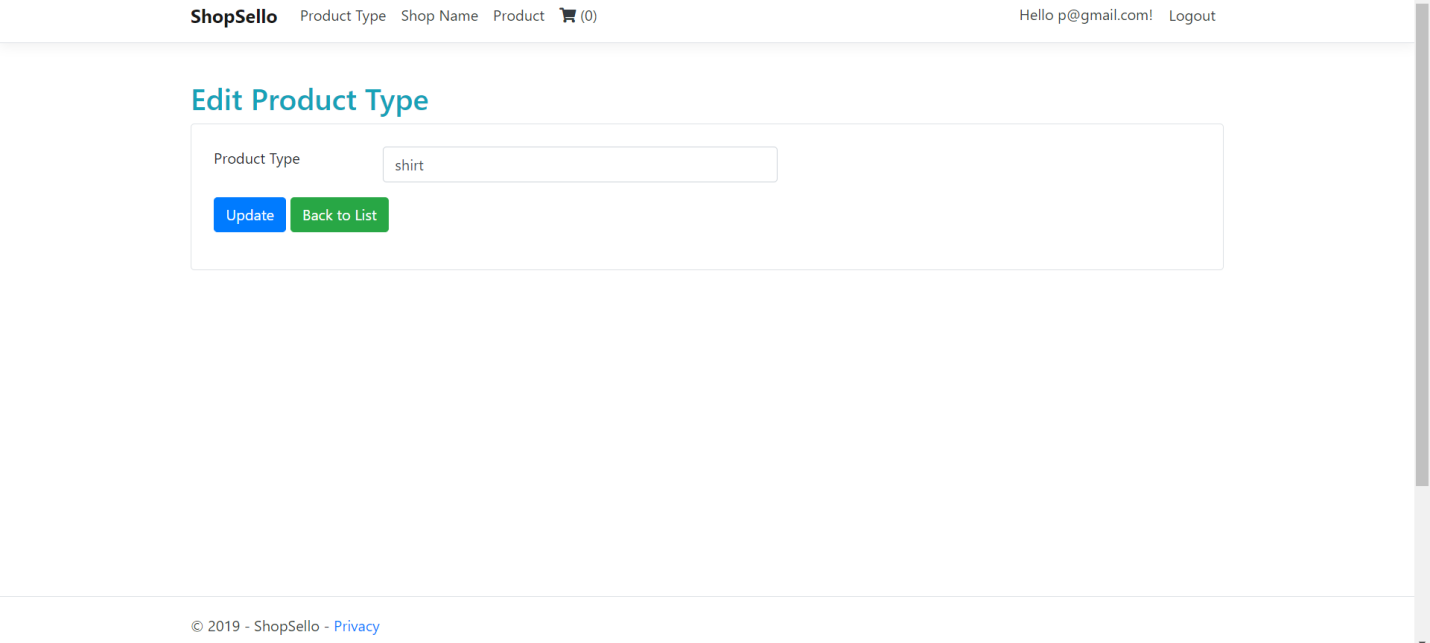 ShopSello Product Type Shop Name Product (0) Hello p@gmail.com! Logout
Edit Product Type
Product Type shirt
Update Back to List
© 2019 - ShopSello - Privacy